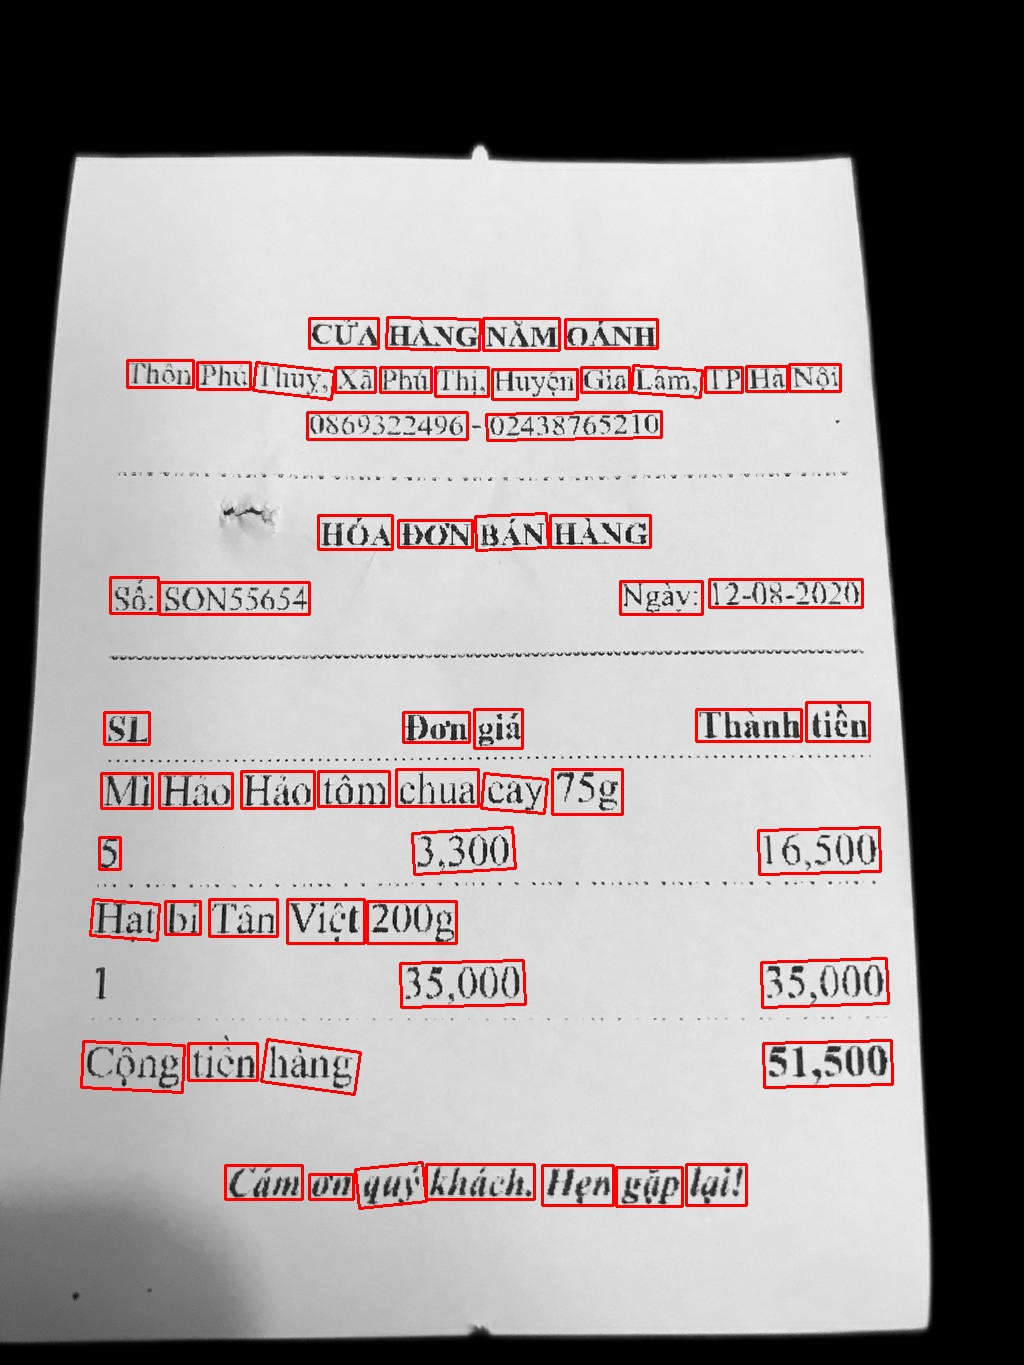 CỬA HÀNG NĂM OÁNH
Thôn Phú Thuỵ, Xã Phú Thị, Huyện Gia Lâm, TP Hà Nội
0869322496 - 02438765210
HÓA ĐƠN BÁN HÀNG
Số: SON55654 Ngày: 12-08-2020
SL Đơn giá Thành tiền
Mì Hảo Hảo tôm chua cay 75g
5 3,300 16,500
Hạt bí Tân Việt 200g
1 35,000 35,000
Cộng tiền hàng 51,500
Cảm ơn quý khách. Hẹn gặp lại!